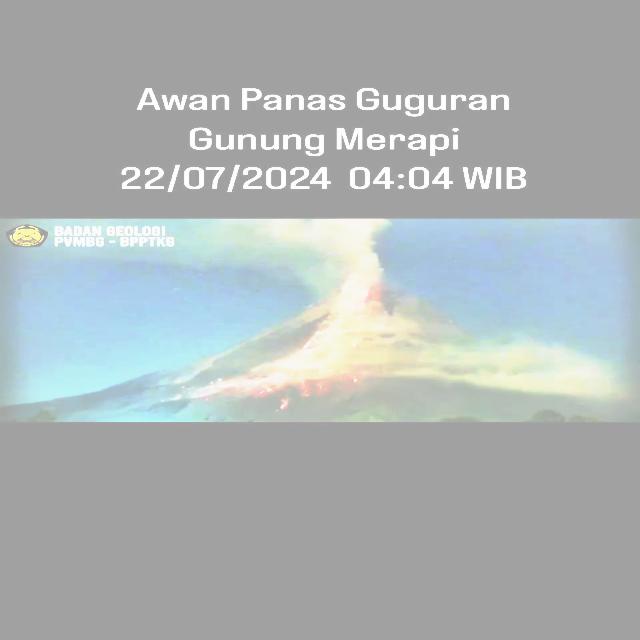 Awan Panas Guguran
Gunung Merapi
22/07/2024 04:04 WIB
BADAN GEOLOGI
PVMBG - BPPTKG